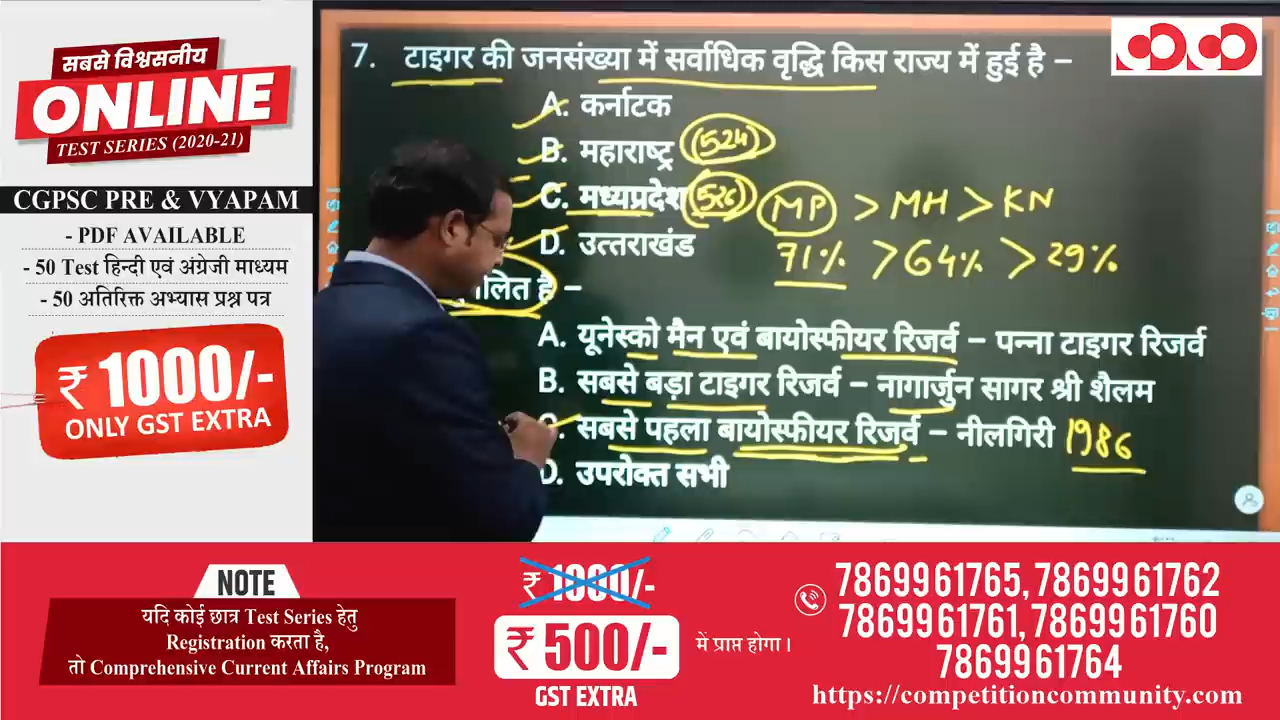 सबसे विश्वसनीय
ONLINE
TEST SERIES (2020-21)
CGPSC PRE & VYAPAM
- PDF AVAILABLE
- 50 Test हिन्दी एवं अंग्रेजी माध्यम
- 50 अतिरिक्त अभ्यास प्रश्न पत्र
₹ 1000/-
ONLY GST EXTRA
7. टाइगर की जनसंख्या में सर्वाधिक वृद्धि किस राज्य में हुई है –
A. कर्नाटक
B. महाराष्ट्र (524)
C. मध्यप्रदेश (526) MP > MH > KN
D. उत्तराखंड 71% > 64% > 29%
है –
A. यूनेस्को मैन एवं बायोस्फीयर रिजर्व – पन्ना टाइगर रिजर्व
B. सबसे बड़ा टाइगर रिजर्व – नागार्जुन सागर श्री शैलम
C. सबसे पहला बायोस्फीयर रिजर्व – नीलगिरी 1986
D. उपरोक्त सभी
NOTE
यदि कोई छात्र Test Series हेतु
Registration करता है,
तो Comprehensive Current Affairs Program
₹ 1000/-
₹ 500/- में प्राप्त होगा।
GST EXTRA
7869961765, 7869961762
7869961761, 7869961760
7869961764
https://competitioncommunity.com